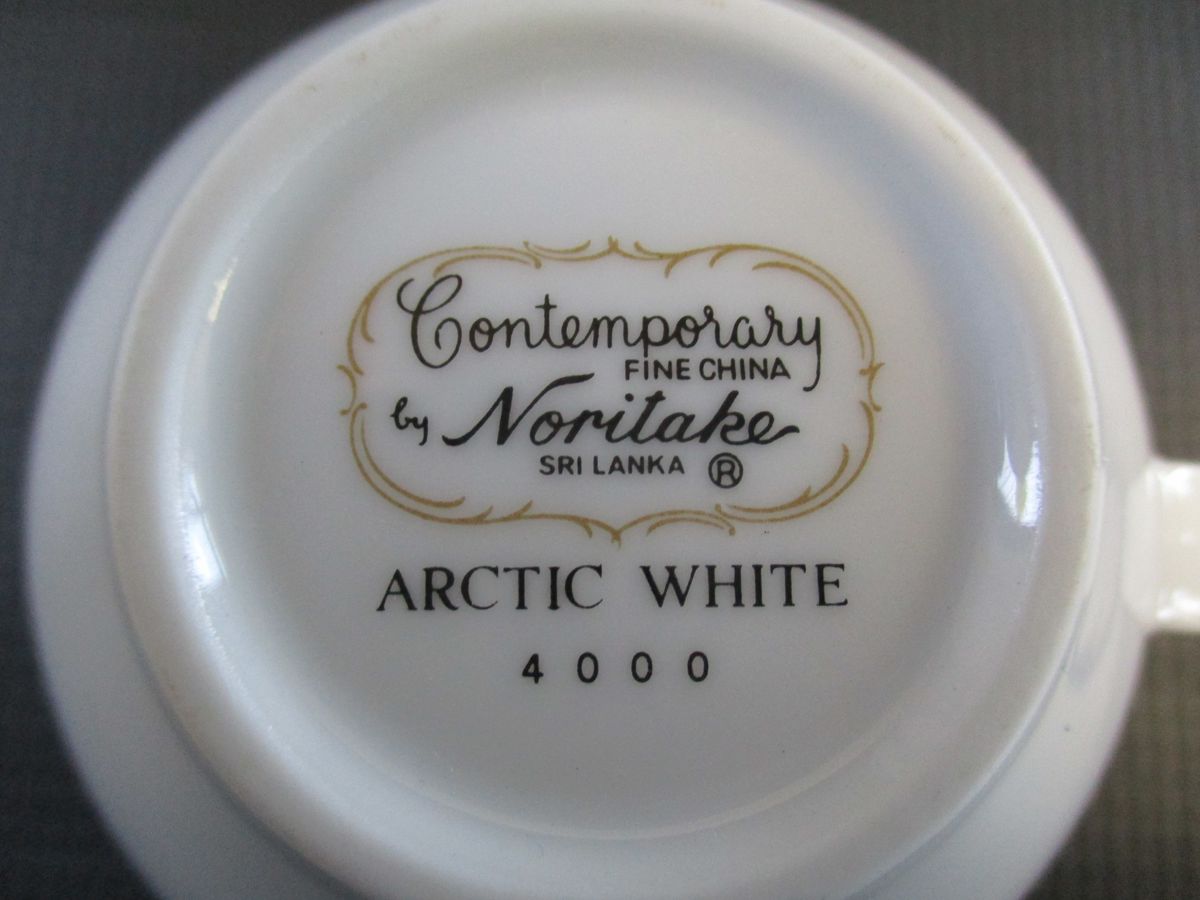 Contemporary
FINE CHINA
by Noritake
SRI LANKA ®
ARCTIC WHITE
4000